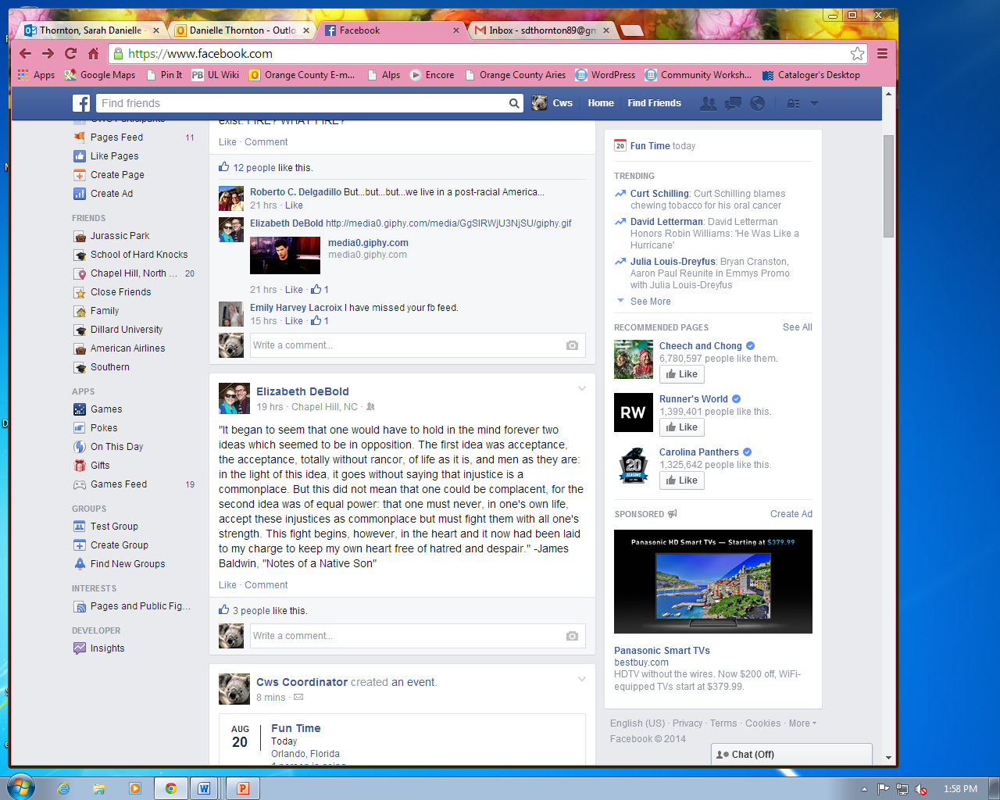 Thornton, Sarah Danielle -
Danielle Thornton - Outlo
Facebook
Inbox - sdthornton89@gm
https://www.facebook.com
Apps
Google Maps
Pin It
PB UL Wiki
Orange County E-m...
Alps
Encore
Orange County Aries
WordPress
Community Worksh...
Cataloger's Desktop
Find friends
Cws
Home
Find Friends
CWS Participants
Pages Feed 11
Like Pages
Create Page
Create Ad
FRIENDS
Jurassic Park
School of Hard Knocks
Chapel Hill, North ... 20
Close Friends
Family
Dillard University
American Airlines
Southern
APPS
Games
Pokes
On This Day
Gifts
Games Feed 19
GROUPS
Test Group
Create Group
Find New Groups
INTERESTS
Pages and Public Fig...
DEVELOPER
Insights
exist. FIRE? WHAT FIRE?
Like · Comment
12 people like this.
Roberto C. Delgadillo But...but...but...we live in a post-racial America...
21 hrs · Like
Elizabeth DeBold http://media0.giphy.com/media/GgSlRWjU3NjSU/giphy.gif
media0.giphy.com
media0.giphy.com
21 hrs · Like · 1
Emily Harvey Lacroix I have missed your fb feed.
15 hrs · Like · 1
Write a comment...
Elizabeth DeBold
19 hrs · Chapel Hill, NC ·
"It began to seem that one would have to hold in the mind forever two
ideas which seemed to be in opposition. The first idea was acceptance,
the acceptance, totally without rancor, of life as it is, and men as they are:
in the light of this idea, it goes without saying that injustice is a
commonplace. But this did not mean that one could be complacent, for the
second idea was of equal power: that one must never, in one's own life,
accept these injustices as commonplace but must fight them with all one's
strength. This fight begins, however, in the heart and it now had been laid
to my charge to keep my own heart free of hatred and despair." -James
Baldwin, "Notes of a Native Son"
Like · Comment
3 people like this.
Write a comment...
Cws Coordinator created an event.
8 mins ·
AUG
20
Fun Time
Today
Orlando, Florida
1 person is going
20 Fun Time today
TRENDING
Curt Schilling: Curt Schilling blames
chewing tobacco for his oral cancer
David Letterman: David Letterman
Honors Robin Williams: 'He Was Like a
Hurricane'
Julia Louis-Dreyfus: Bryan Cranston,
Aaron Paul Reunite in Emmys Promo
with Julia Louis-Dreyfus
See More
RECOMMENDED PAGES See All
Cheech and Chong
6,780,597 people like them.
Like
RW
Runner's World
1,399,401 people like this.
Like
20
SEASONS
Carolina Panthers
1,325,642 people like this.
Like
SPONSORED Create Ad
Panasonic HD Smart TVs — Starting at $379.99
Panasonic Smart TVs
bestbuy.com
HDTV without the wires. Now $200 off, WiFi-
equipped TVs start at $379.99.
English (US) · Privacy · Terms · Cookies · More
Facebook © 2014
Chat (Off)
1:58 PM